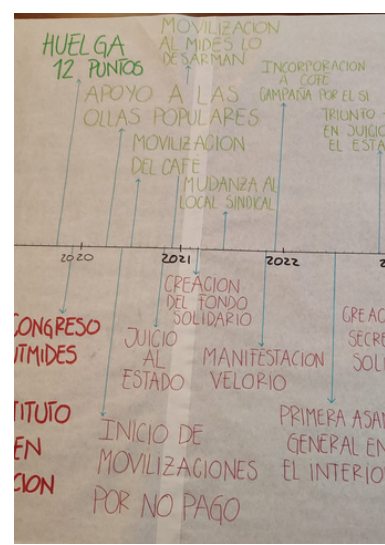 HUELGA
12 PUNTOS
MOVILIZACION
AL MIDES LO
DESARMAN
APOYO A LAS
OLLAS POPULARES
INCORPORACION
A COFE
CAMPAÑA POR EL SI
MOVILIZACION
DEL CAFÉ
TRIUNFO
EN JUICIO
EL ESTA
MUDANZA AL
LOCAL SINDICAL
2020
2021
2022
2
CREACION
DEL FONDO
SOLIDARIO
CONGRESO
UTMIDES
JUICIO
AL
ESTADO
MANIFESTACION
VELORIO
CREAC
SECRE
SOLI
TITUTO
EN
CION
INICIO DE
MOVILIZACIONES
POR NO PAGO
PRIMERA ASAM
GENERAL EN
EL INTERIO